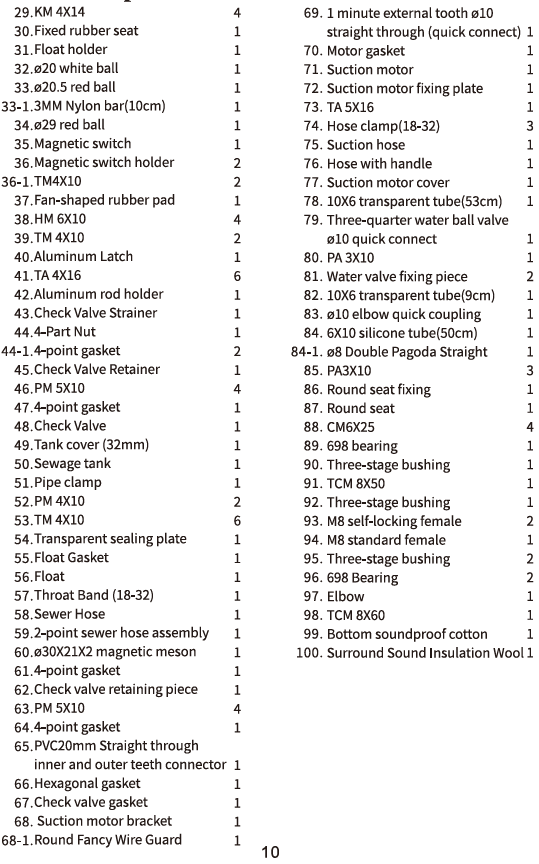 29.KM 4X14 4
30.Fixed rubber seat 1
31.Float holder 1
32.ø20 white ball 1
33.ø20.5 red ball 1
33-1.3MM Nylon bar(10cm) 1
34.ø29 red ball 1
35.Magnetic switch 1
36.Magnetic switch holder 2
36-1.TM4X10 2
37.Fan-shaped rubber pad 1
38.HM 6X10 4
39.TM 4X10 2
40.Aluminum Latch 1
41.TA 4X16 6
42.Aluminum rod holder 1
43.Check Valve Strainer 1
44.4-Part Nut 1
44-1.4-point gasket 2
45.Check Valve Retainer 1
46.PM 5X10 4
47.4-point gasket 1
48.Check Valve 1
49.Tank cover (32mm) 1
50.Sewage tank 1
51.Pipe clamp 1
52.PM 4X10 2
53.TM 4X10 6
54.Transparent sealing plate 1
55.Float Gasket 1
56.Float 1
57.Throat Band (18-32) 1
58.Sewer Hose 1
59.2-point sewer hose assembly 1
60.ø30X21X2 magnetic meson 1
61.4-point gasket 1
62.Check valve retaining piece 1
63.PM 5X10 4
64.4-point gasket 1
65.PVC20mm Straight through
inner and outer teeth connector 1
66.Hexagonal gasket 1
67.Check valve gasket 1
68. Suction motor bracket 1
68-1.Round Fancy Wire Guard 1
69. 1 minute external tooth ø10
straight through (quick connect) 1
70. Motor gasket 1
71. Suction motor 1
72. Suction motor fixing plate 1
73. TA 5X16 1
74. Hose clamp(18-32) 3
75. Suction hose 1
76. Hose with handle 1
77. Suction motor cover 1
78. 10X6 transparent tube(53cm) 1
79. Three-quarter water ball valve
ø10 quick connect 1
80. PA 3X10 1
81. Water valve fixing piece 2
82. 10X6 transparent tube(9cm) 1
83. ø10 elbow quick coupling 1
84. 6X10 silicone tube(50cm) 1
84-1. ø8 Double Pagoda Straight 1
85. PA3X10 3
86. Round seat fixing 1
87. Round seat 1
88. CM6X25 4
89. 698 bearing 1
90. Three-stage bushing 1
91. TCM 8X50 1
92. Three-stage bushing 1
93. M8 self-locking female 2
94. M8 standard female 1
95. Three-stage bushing 2
96. 698 Bearing 2
97. Elbow 1
98. TCM 8X60 1
99. Bottom soundproof cotton 1
100. Surround Sound Insulation Wool 1
10